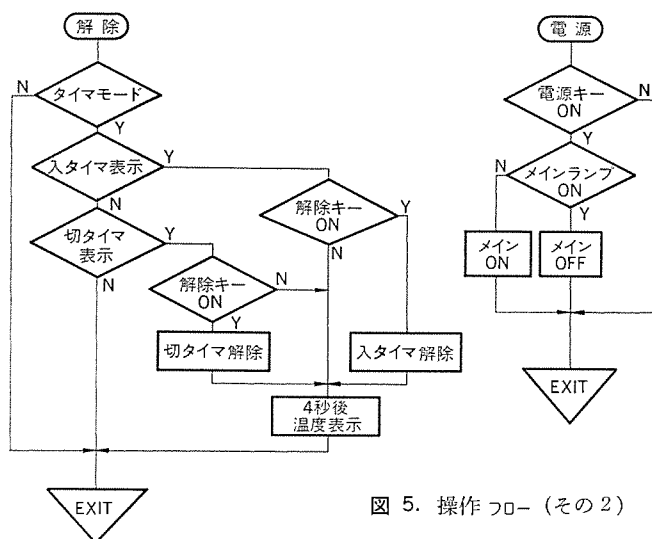 解除
N
タイマモード
Y
入タイマ表示
Y
N
切タイマ
表示
Y
N
解除キー
ON
N
Y
切タイマ解除
解除キー
ON
Y
N
入タイマ解除
4秒後
温度表示
EXIT
電源
電源キー
ON
N
Y
メインランプ
ON
N
Y
メイン
ON
メイン
OFF
EXIT
図 5. 操作フロー (その2)